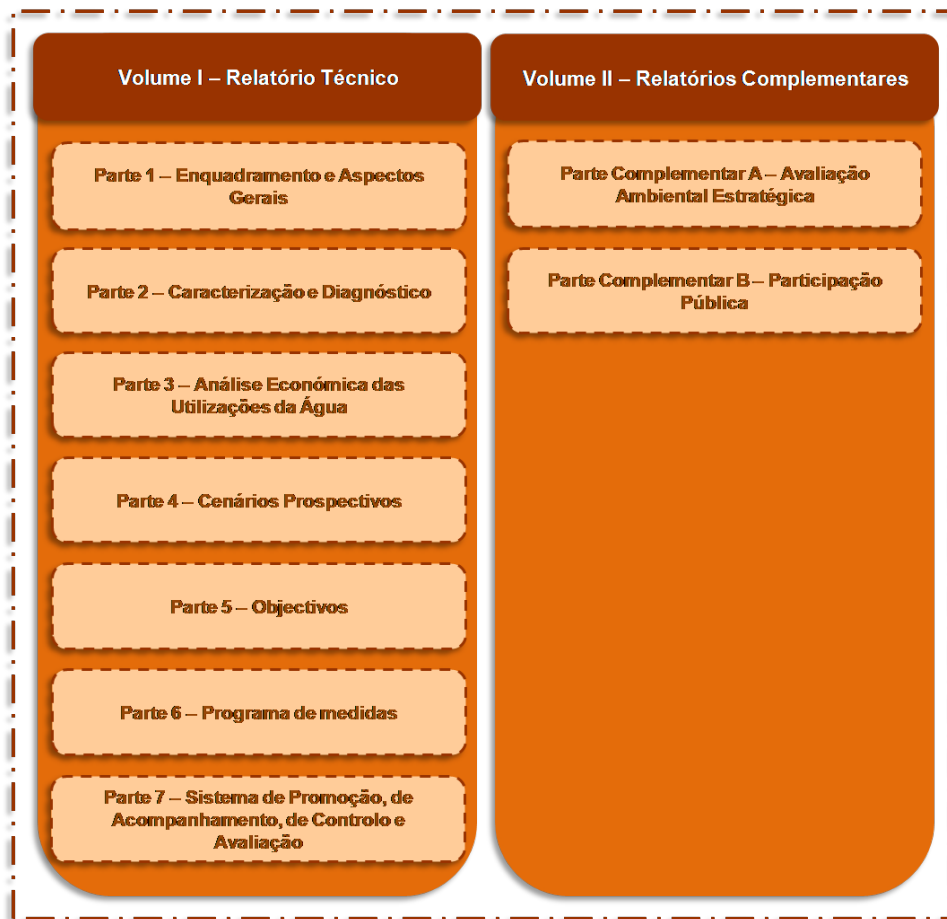 Volume I – Relatório Técnico
Parte 1 – Enquadramento e Aspectos
Gerais
Parte 2 – Caracterização e Diagnóstico
Parte 3 – Análise Económica das
Utilizações da Água
Parte 4 – Cenários Prospectivos
Parte 5 – Objectivos
Parte 6 – Programa de medidas
Parte 7 – Sistema de Promoção, de
Acompanhamento, de Controlo e
Avaliação
Volume II – Relatórios Complementares
Parte Complementar A – Avaliação
Ambiental Estratégica
Parte Complementar B – Participação
Pública